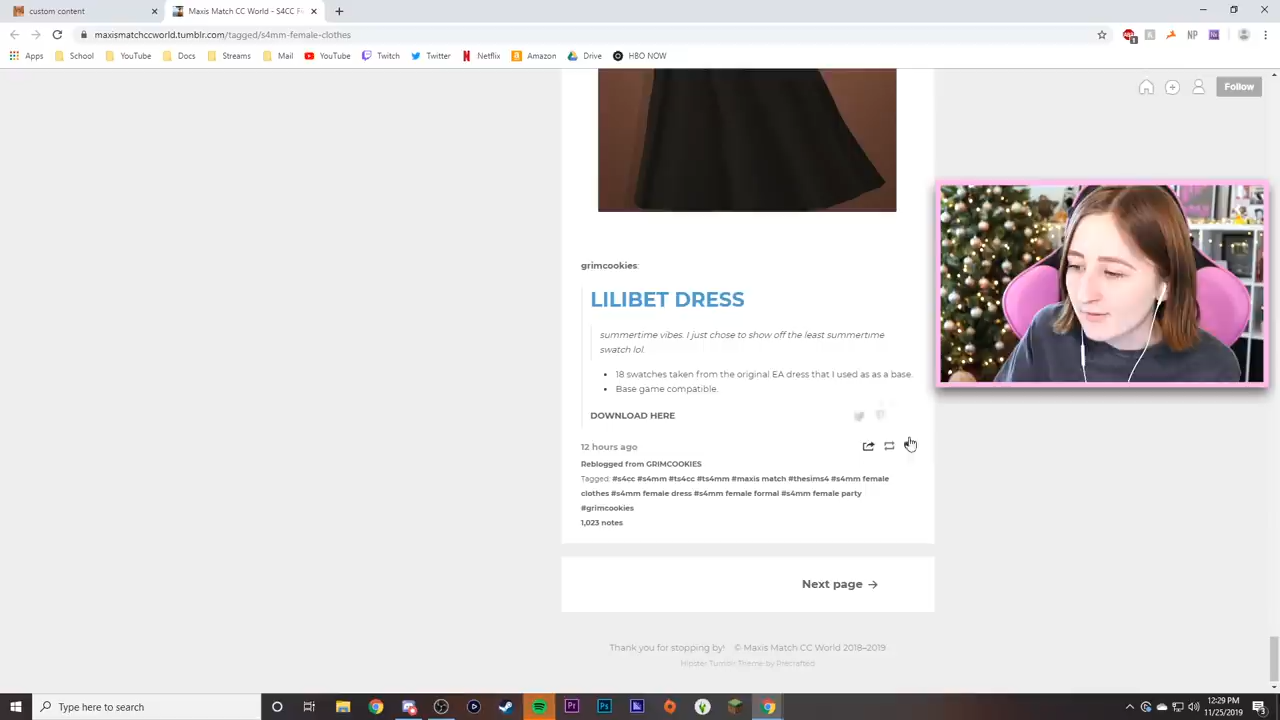 custom content
Maxis Match CC World - S4CC F
maxismatchccworld.tumblr.com/tagged/s4mm-female-clothes
Apps School YouTube Docs Streams Mail YouTube Twitch Twitter Netflix Amazon Drive HBO NOW
NP
Follow
grimcookies:
LILIBET DRESS
summertime vibes. I just chose to show off the least summertime
swatch lol.
18 swatches taken from the original EA dress that I used as as a base.
Base game compatible.
DOWNLOAD HERE
12 hours ago
Reblogged from GRIMCOOKIES
Tagged: #s4cc #s4mm #ts4cc #ts4mm #maxis match #thesims4 #s4mm female
clothes #s4mm female dress #s4mm female formal #s4mm female party
#grimcookies
1,023 notes
Next page →
Thank you for stopping by! © Maxis Match CC World 2018–2019
Hipster Tumblr Theme by Precrafted
Type here to search
12:29 PM
11/25/2019